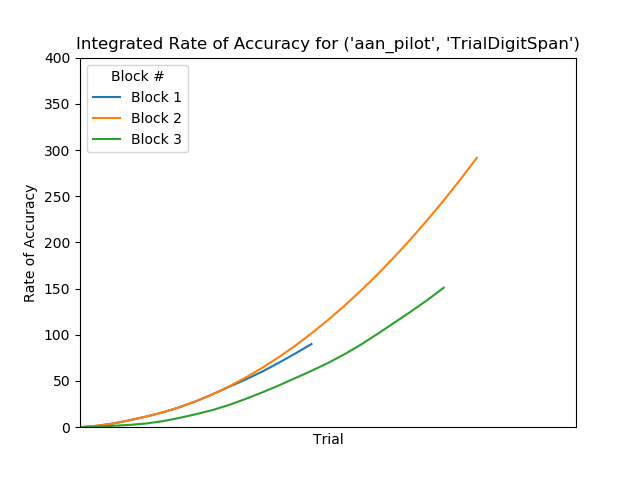 Integrated Rate of Accuracy for ('aan_pilot', 'TrialDigitSpan')
Block #
Block 1
Block 2
Block 3
400
350
300
250
200
150
100
50
0
Rate of Accuracy
Trial